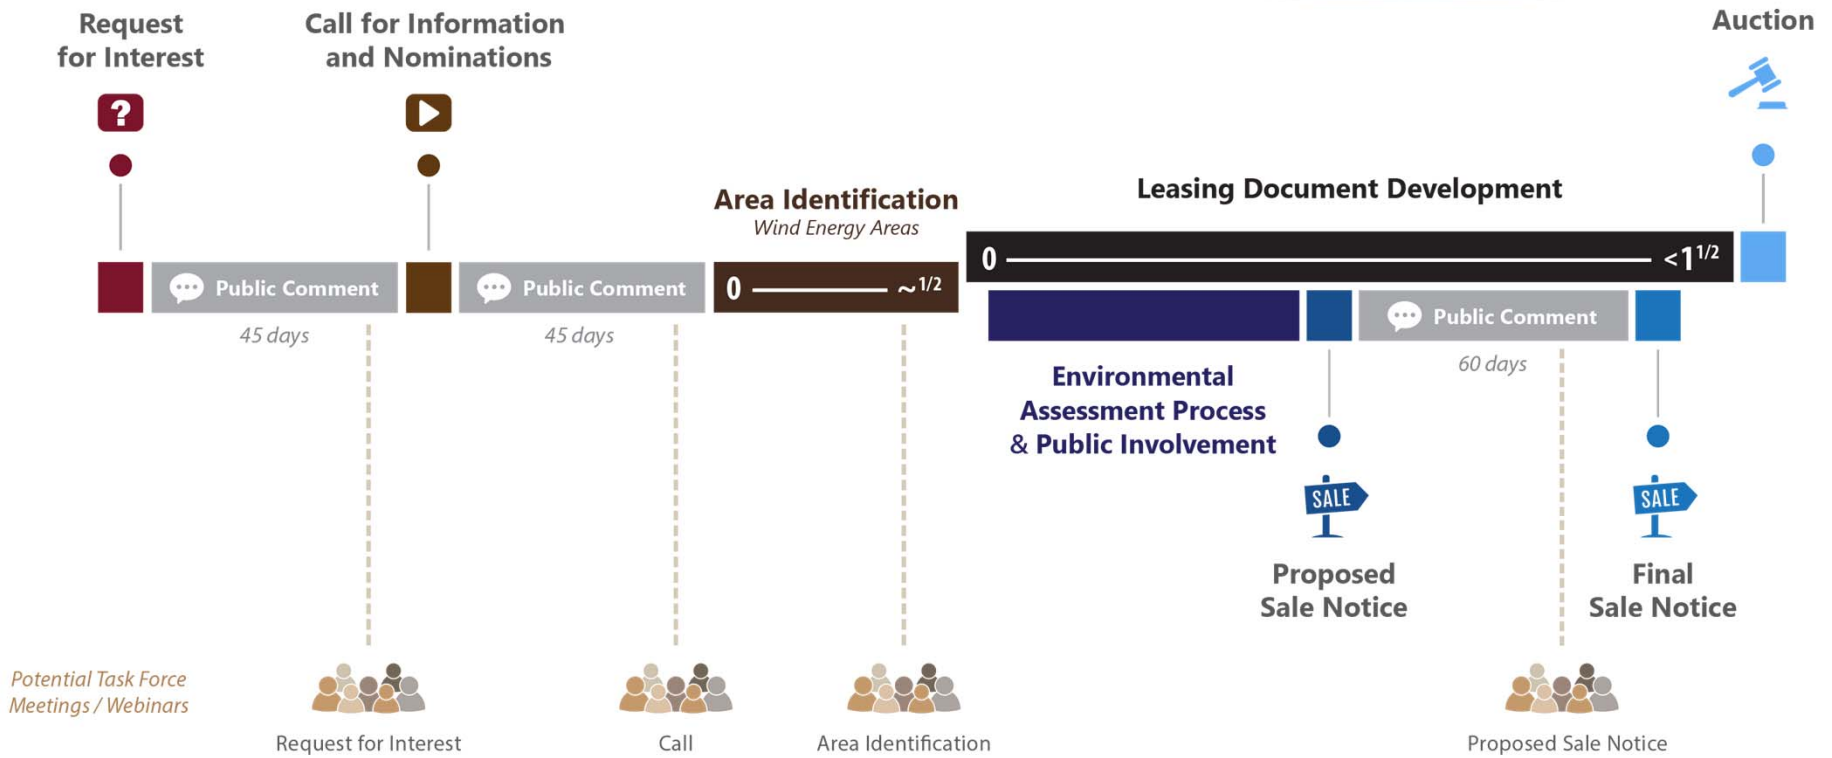 Request
for Interest
Call for Information
and Nominations
Auction
?
Area Identification
Wind Energy Areas
Leasing Document Development
0 <1 1/2
Public Comment
Public Comment
0 ~1/2
45 days
45 days
Public Comment
60 days
Environmental
Assessment Process
& Public Involvement
SALE
SALE
Proposed
Sale Notice
Final
Sale Notice
Potential Task Force
Meetings / Webinars
Request for Interest
Call
Area Identification
Proposed Sale Notice